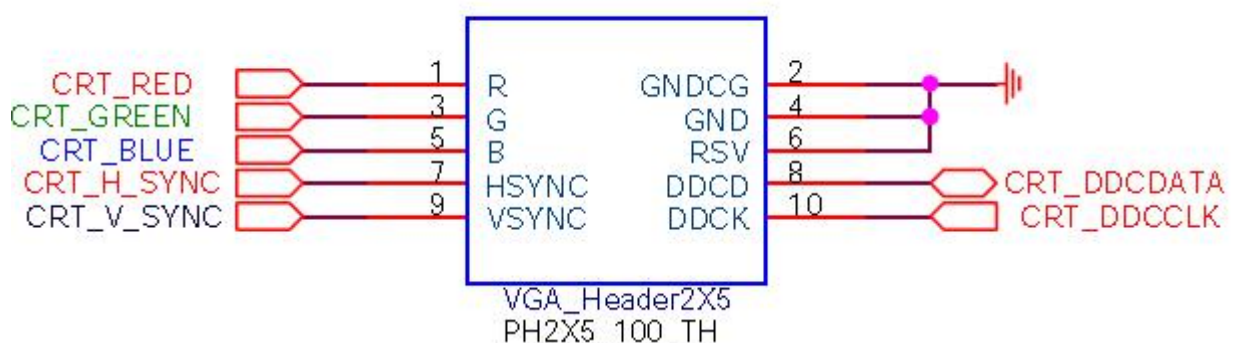 CRT_RED 1 R GNDCG 2
CRT_GREEN 3 G GND 4
CRT_BLUE 5 B RSV 6
CRT_H_SYNC 7 HSYNC DDCD 8 CRT_DDCDATA
CRT_V_SYNC 9 VSYNC DDCK 10 CRT_DDCCLK
VGA_Header2X5
PH2X5_100_TH